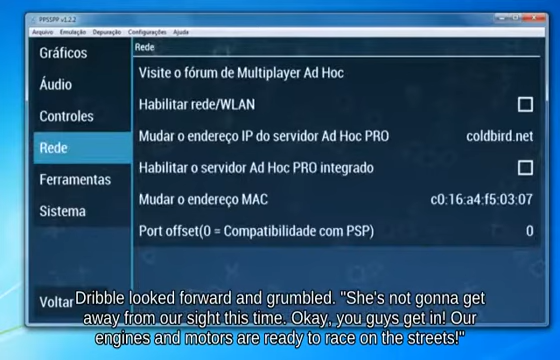 PPSSPP v1.2.2
Arquivo Emulação Depuração Configurações Ajuda
Gráficos
Áudio
Controles
Rede
Ferramentas
Sistema
Voltar
Rede
Visite o fórum de Multiplayer Ad Hoc
Habilitar rede/WLAN
Mudar o endereço IP do servidor Ad Hoc PRO coldbird.net
Habilitar o servidor Ad Hoc PRO integrado
Mudar o endereço MAC c0:16:a4:f5:03:07
Port offset(0 = Compatibilidade com PSP) 0
Dribble looked forward and grumbled. "She's not gonna get
away from our sight this time. Okay, you guys get in! Our
engines and motors are ready to race on the streets!"